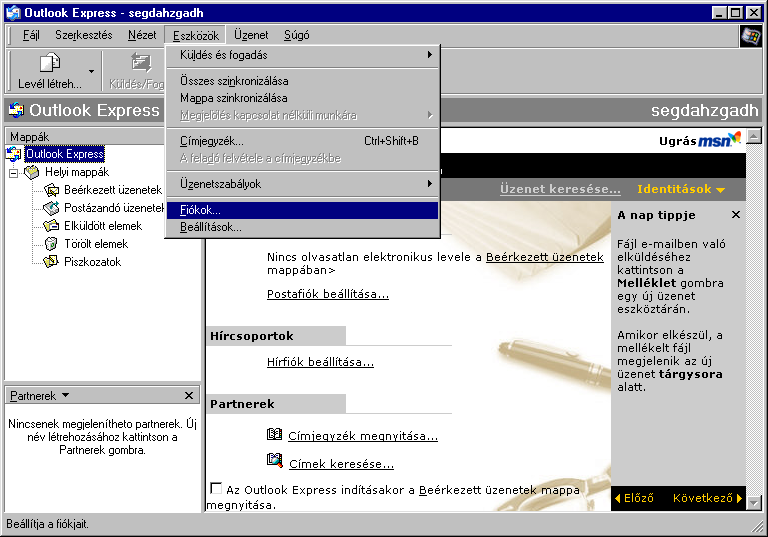 Outlook Express - segdahzgadh
Fájl Szerkesztés Nézet Eszközök Üzenet Súgó
Levél létreh... Küldés/Fog
Küldés és fogadás
Összes szinkronizálása
Mappa szinkronizálása
Megjelölés kapcsolat nélküli munkára
Címjegyzék... Ctrl+Shift+B
A feladó felvétele a címjegyzékbe
Üzenetszabályok
Fiókok...
Beállítások...
Outlook Express segdahzgadh
Mappák
Outlook Express
Helyi mappák
Beérkezett üzenetek
Postázandó üzenetek
Elküldött elemek
Törölt elemek
Piszkozatok
Partnerek
Nincsenek megjeleníthető partnerek. Új
név létrehozásához kattintson a
Partnerek gombra.
Ugrás msn
Üzenet keresése... Identitások
Nincs olvasatlan elektronikus levele a Beérkezett üzenetek
mappában>
Postafiók beállítása...
Hírcsoportok
Hírfiók beállítása...
Partnerek
Címjegyzék megnyitása...
Címek keresése...
Az Outlook Express indításakor a Beérkezett üzenetek mappa
megnyitása.
A nap tippje
Fájl e-mailben való
elküldéséhez
kattintson a
Melléklet gombra
egy új üzenet
eszköztárán.
Amikor elkészül, a
mellékelt fájl
megjelenik az új
üzenet tárgysora
alatt.
Előző Következő
Beállítja a fiókjait.